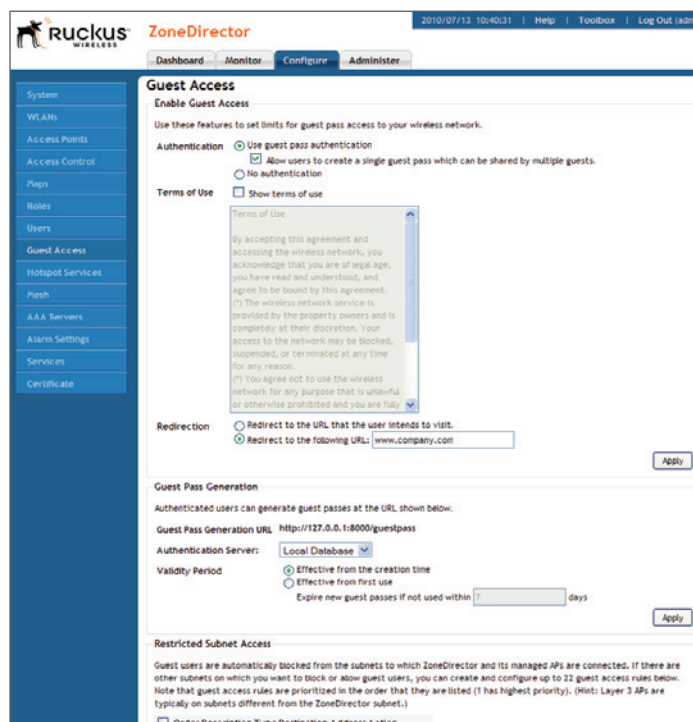 2010/07/13 10:40:31 | Help | Toolbox | Log Out (adm
RUCKUS
WIRELESS
ZoneDirector
Dashboard Monitor Configure Administer
System
WLANs
Access Points
Access Control
Maps
Roles
Users
Guest Access
Hotspot Services
Mesh
AAA Servers
Alarm Settings
Services
Certificate
Guest Access
Enable Guest Access
Use these features to set limits for guest pass access to your wireless network.
Authentication Use guest pass authentication
Allow users to create a single guest pass which can be shared by multiple guests.
No authentication
Terms of Use Show terms of use
Terms of Use
By accepting this agreement and
accessing the wireless network, you
acknowledge that you are of legal age,
you have read and understood, and
agree to be bound by this agreement.
(*) The wireless network service is
provided by the property owners and is
completely at their discretion. Your
access to the network may be blocked,
suspended, or terminated at any time
for any reason.
(*) You agree not to use the wireless
network for any purpose that is unlawful
or otherwise prohibited and you are fully
Redirection Redirect to the URL that the user intends to visit.
Redirect to the following URL: www.company.com
Apply
Guest Pass Generation
Authenticated users can generate guest passes at the URL shown below.
Guest Pass Generation URL http://127.0.0.1:8000/guestpass
Authentication Server: Local Database
Validity Period Effective from the creation time
Effective from first use
Expire new guest passes if not used within 7 days
Apply
Restricted Subnet Access
Guest users are automatically blocked from the subnets to which ZoneDirector and its managed APs are connected. If there are
other subnets on which you want to block or allow guest users, you can create and configure up to 22 guest access rules below.
Note that guest access rules are prioritized in the order that they are listed (1 has highest priority). (Hint: Layer 3 APs are
typically on subnets different from the ZoneDirector subnet.)
Order Description Type Destination Address Action